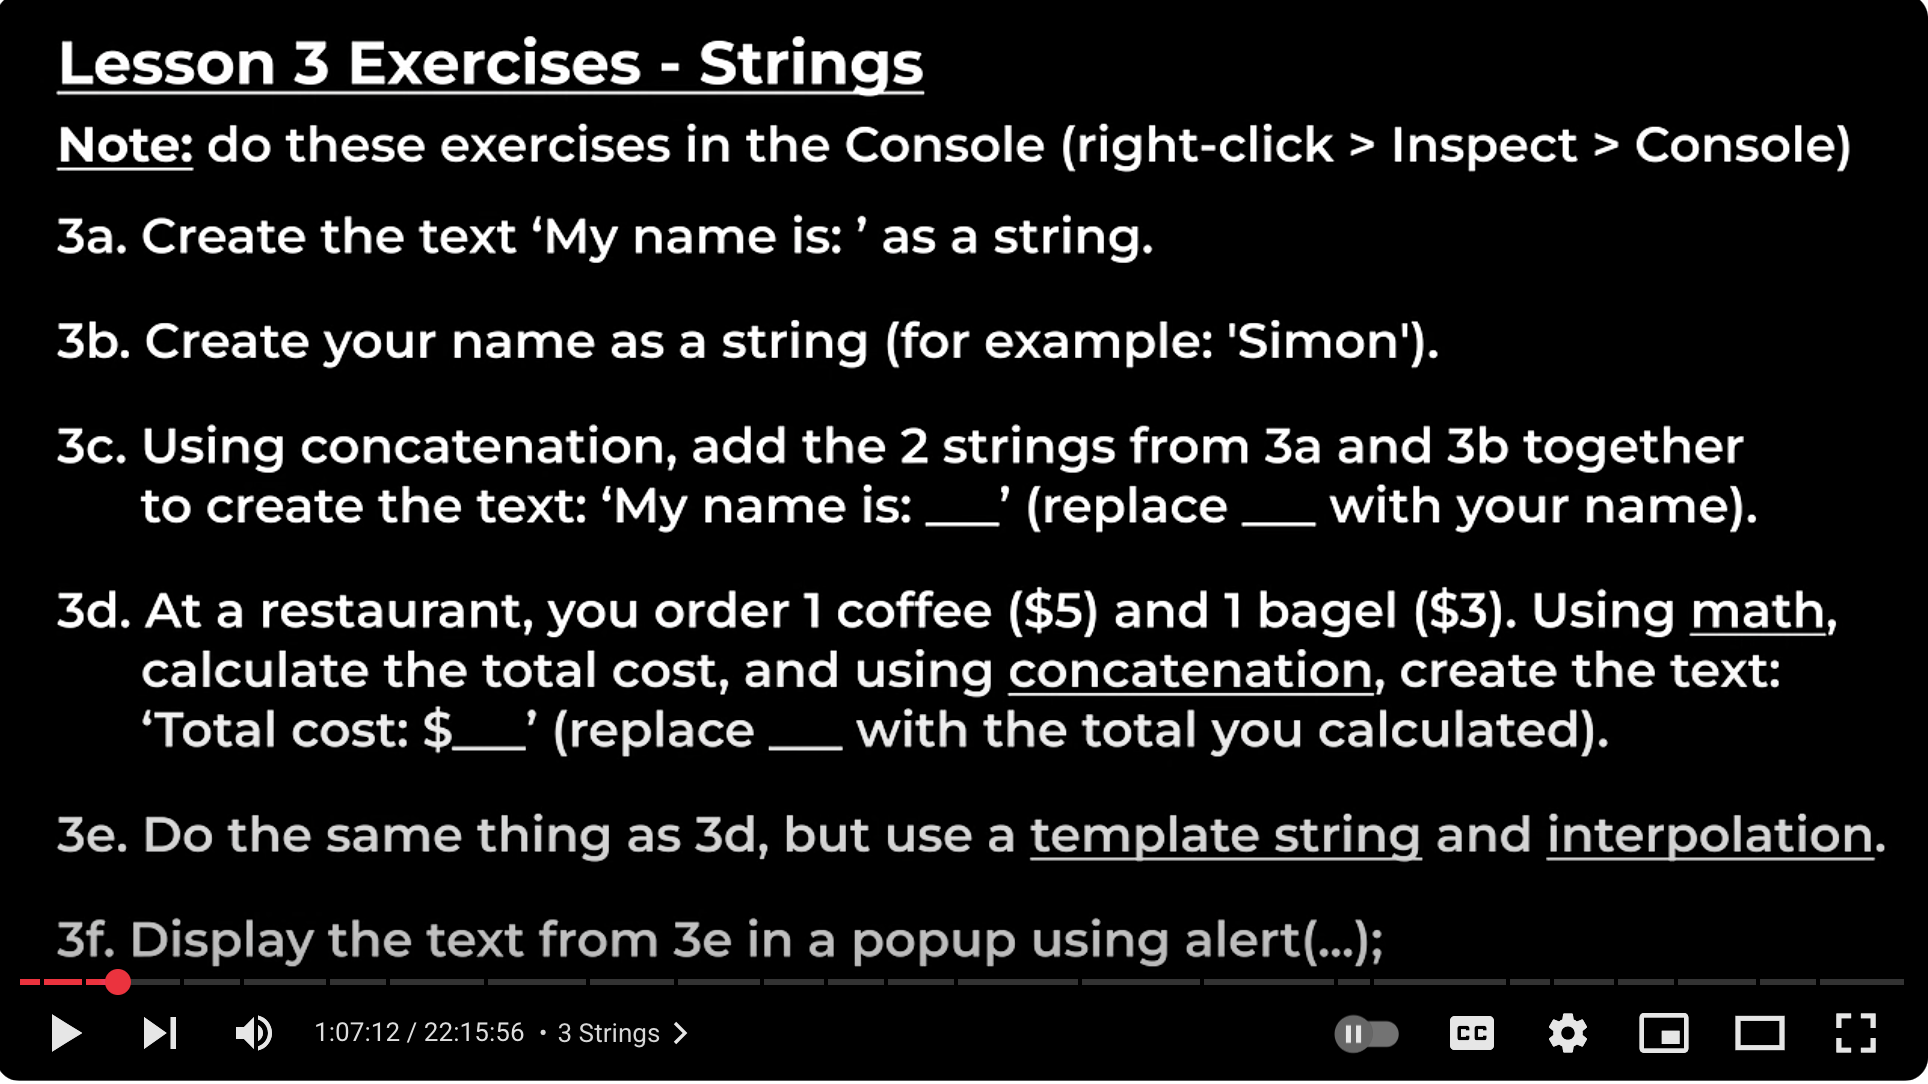 Lesson 3 Exercises - Strings
Note: do these exercises in the Console (right-click > Inspect > Console)
3a. Create the text ‘My name is: ’ as a string.
3b. Create your name as a string (for example: 'Simon').
3c. Using concatenation, add the 2 strings from 3a and 3b together
to create the text: ‘My name is: ___’ (replace ___ with your name).
3d. At a restaurant, you order 1 coffee ($5) and 1 bagel ($3). Using math,
calculate the total cost, and using concatenation, create the text:
‘Total cost: $___’ (replace ___ with the total you calculated).
3e. Do the same thing as 3d, but use a template string and interpolation.
3f. Display the text from 3e in a popup using alert(...);
1:07:12 / 22:15:56 • 3 Strings >
CC